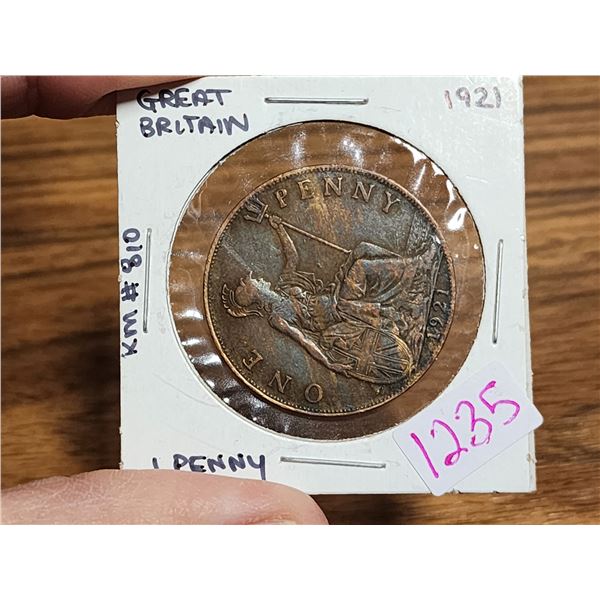 GREAT
BRITAIN
1921
KM # 810
ONE PENNY
1921
1 PENNY
1235